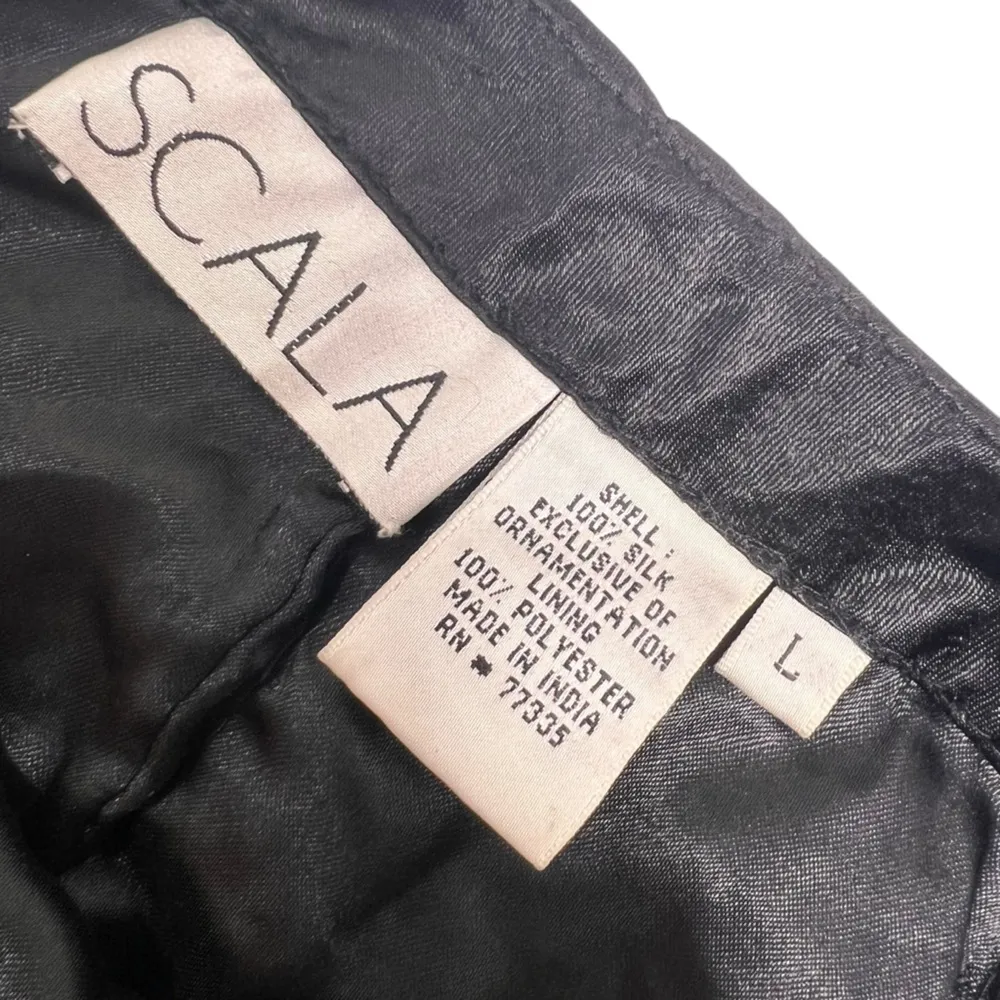 SCALA
SHELL :
100% SILK
EXCLUSIVE OF
ORNAMENTATION
LINING
100% POLYESTER
MADE IN INDIA
RN # 77335
L